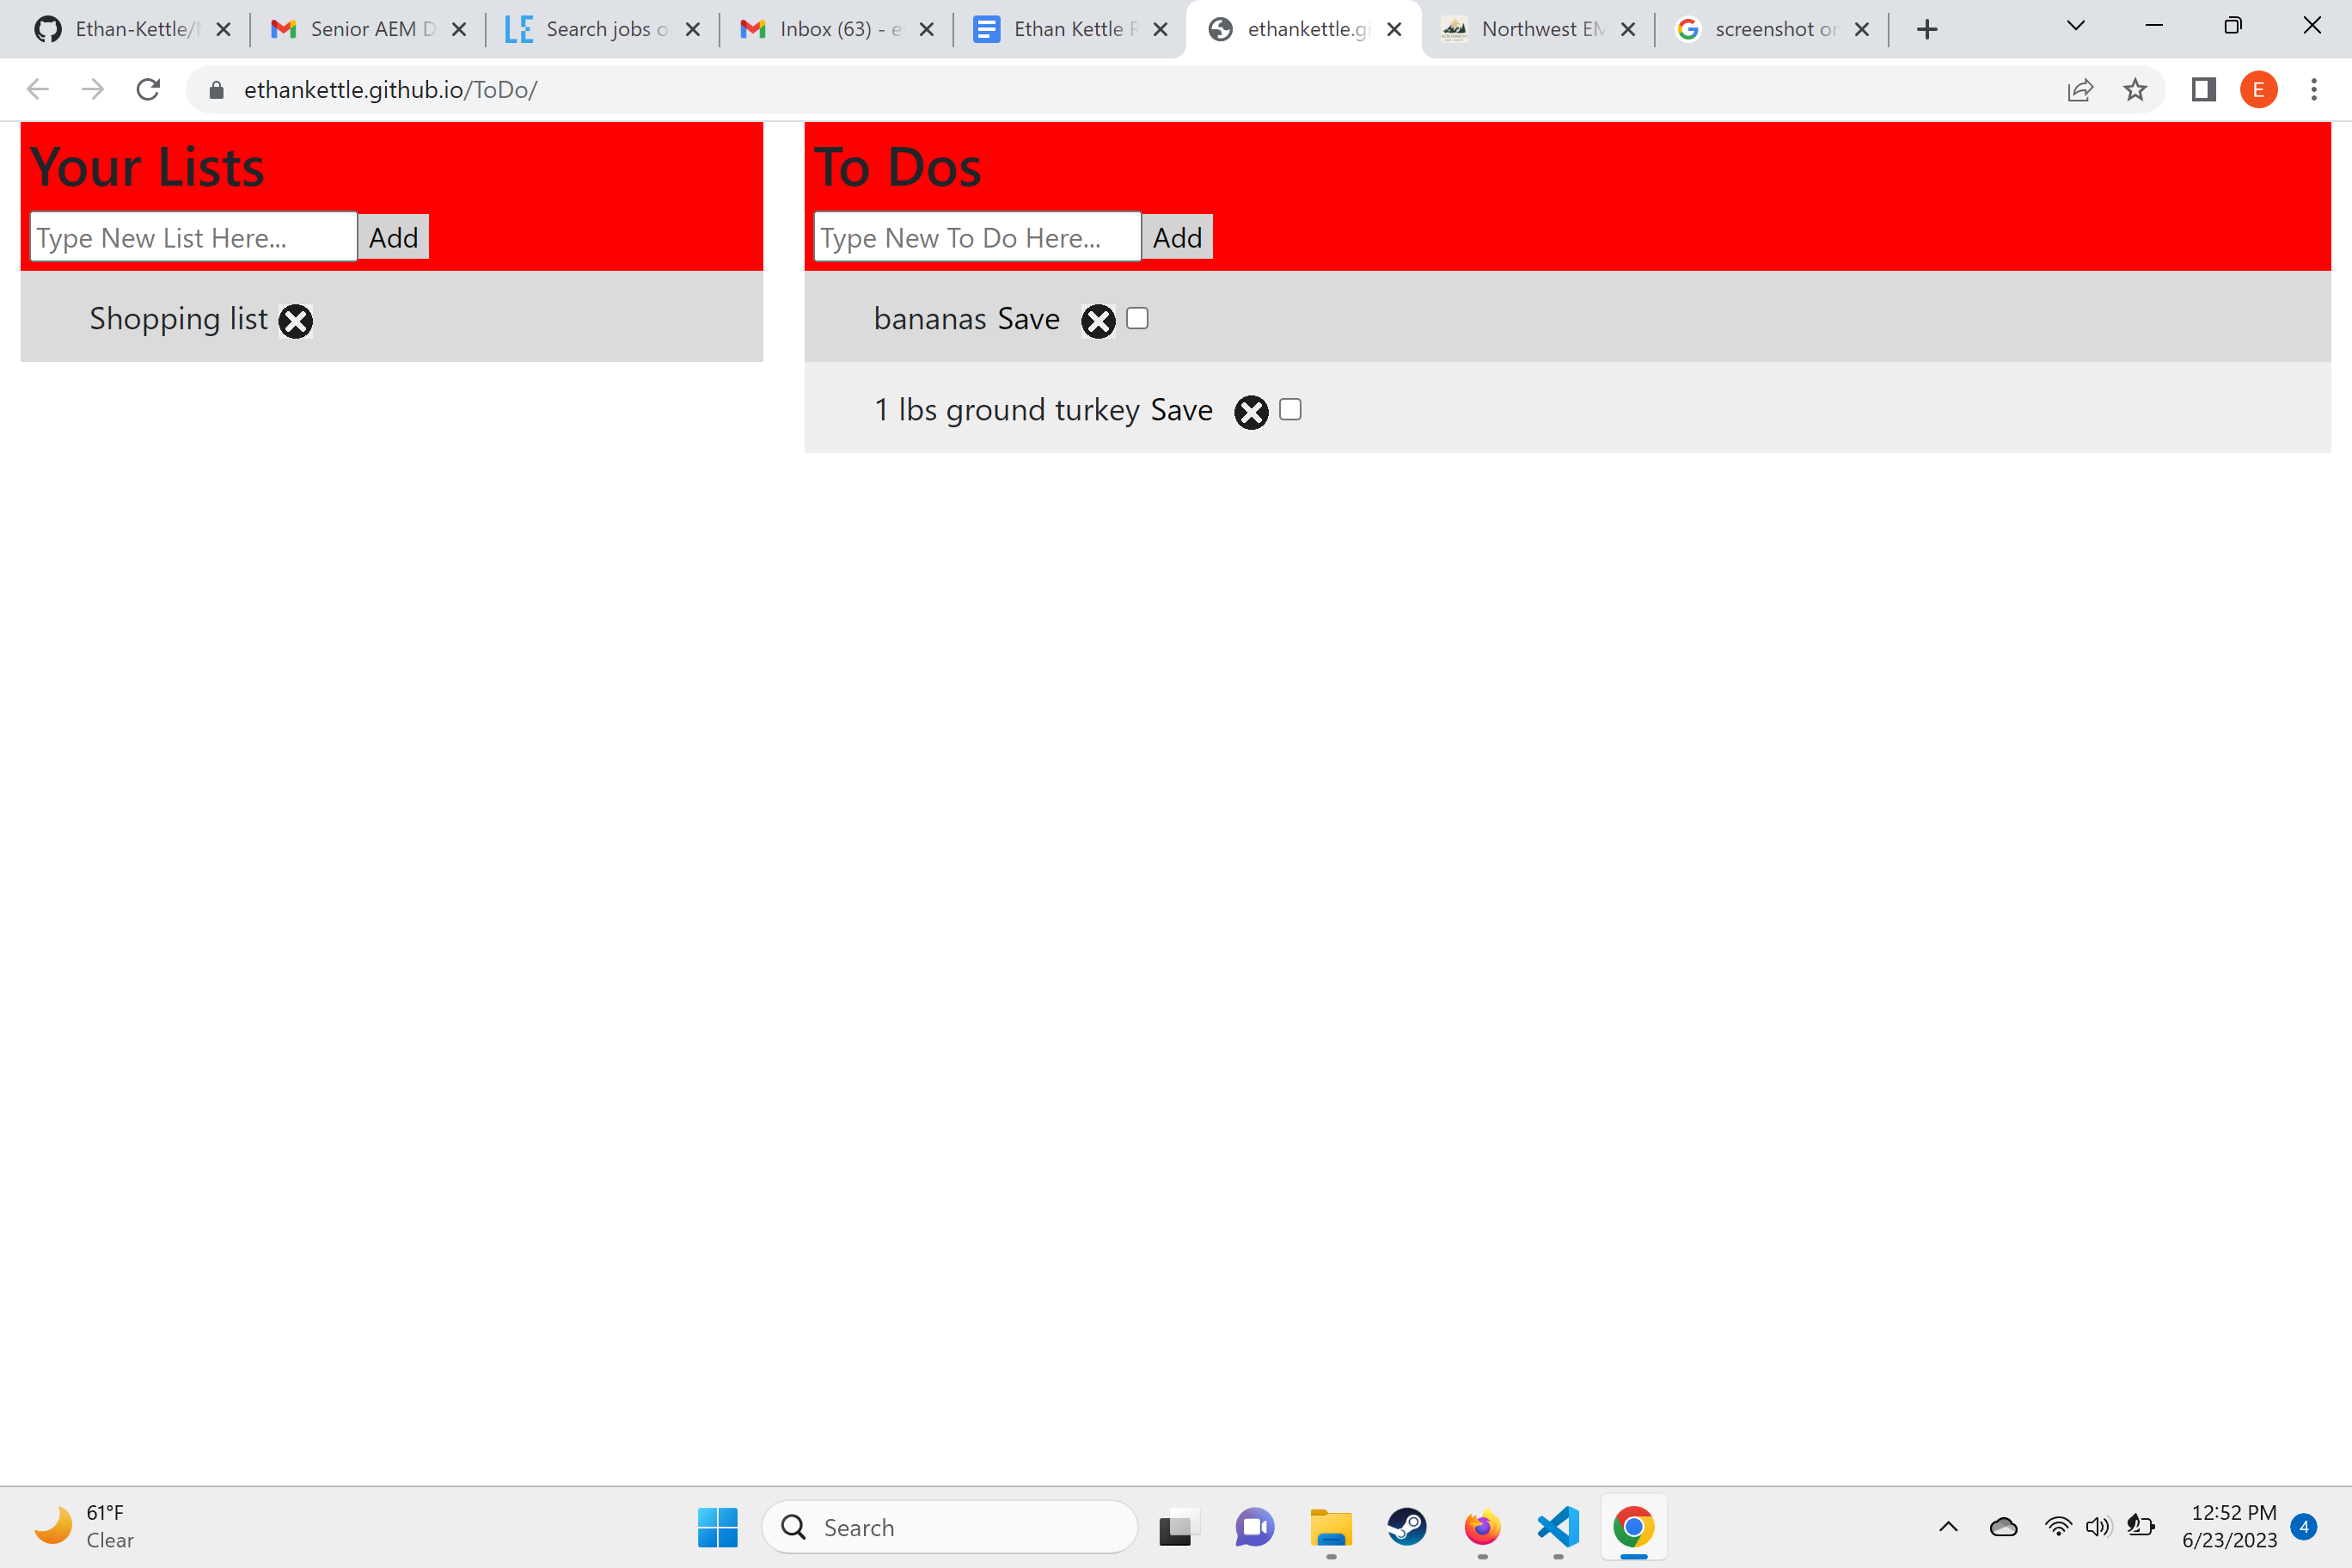 Ethan-Kettle/
Senior AEM D
LE
Search jobs o
Inbox (63) - e
Ethan Kettle R
ethankettle.gi
Northwest EM
screenshot or
ethankettle.github.io/ToDo/
E
Your Lists
Type New List Here...
Add
Shopping list
To Dos
Type New To Do Here...
Add
bananas Save
1 lbs ground turkey Save
61°F
Clear
Search
12:52 PM
6/23/2023
4